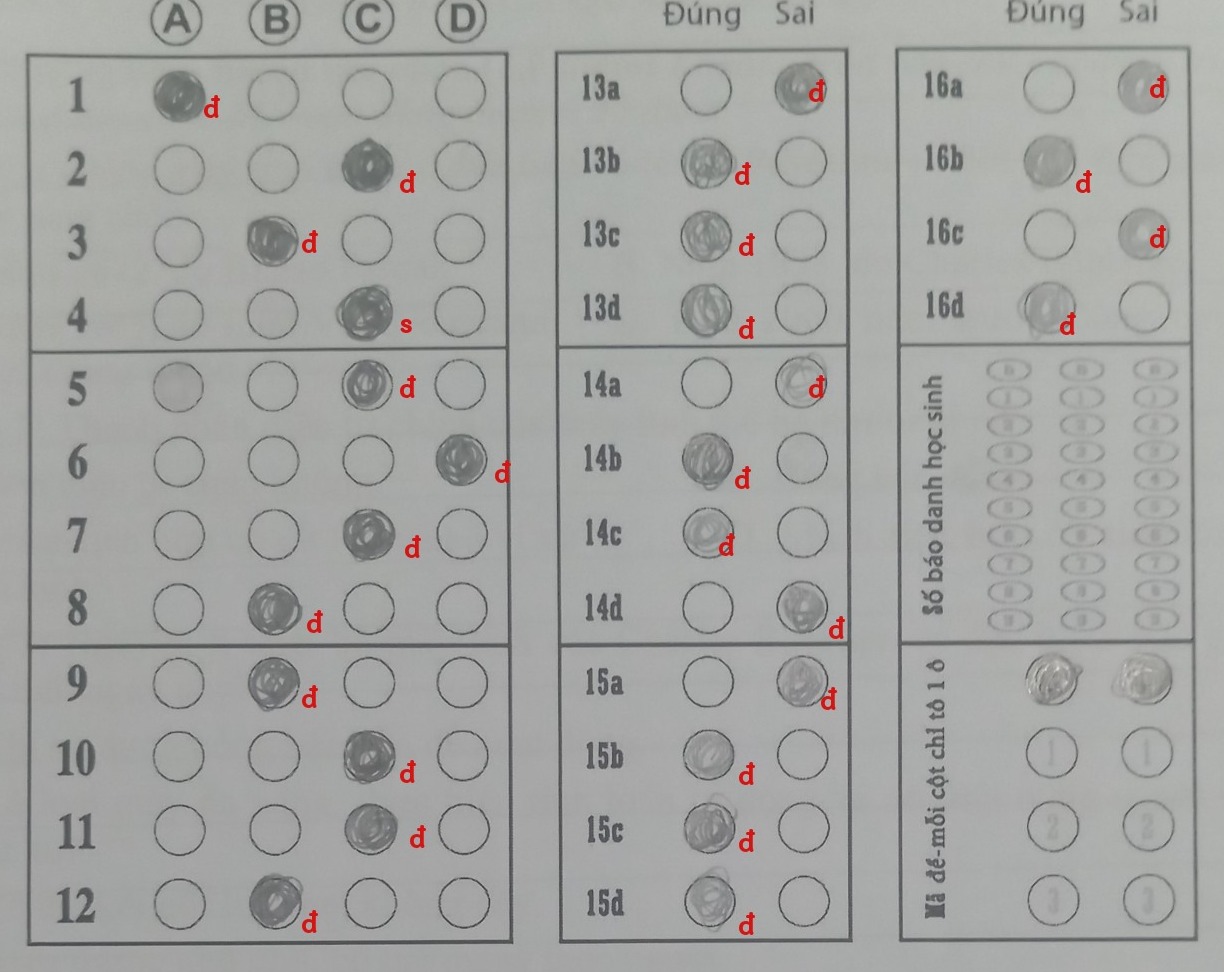 A B C D
1 đ
2 đ
3 đ
4 s
5 đ
6 đ
7 đ
8 đ
9 đ
10 đ
11 đ
12 đ
Đúng Sai
13a đ
13b đ
13c đ
13d đ
14a đ
14b đ
14c đ
14d đ
15a đ
15b đ
15c đ
15d đ
Đúng Sai
16a đ
16b đ
16c đ
16d đ
Số báo danh học sinh
Mã đề-mỗi cột chỉ tô 1 ô
1 1
2 2
3 3